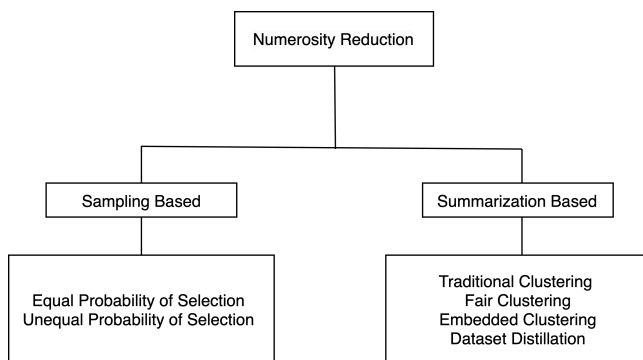 Numerosity Reduction
Sampling Based
Summarization Based
Equal Probability of Selection
Unequal Probability of Selection
Traditional Clustering
Fair Clustering
Embedded Clustering
Dataset Distillation